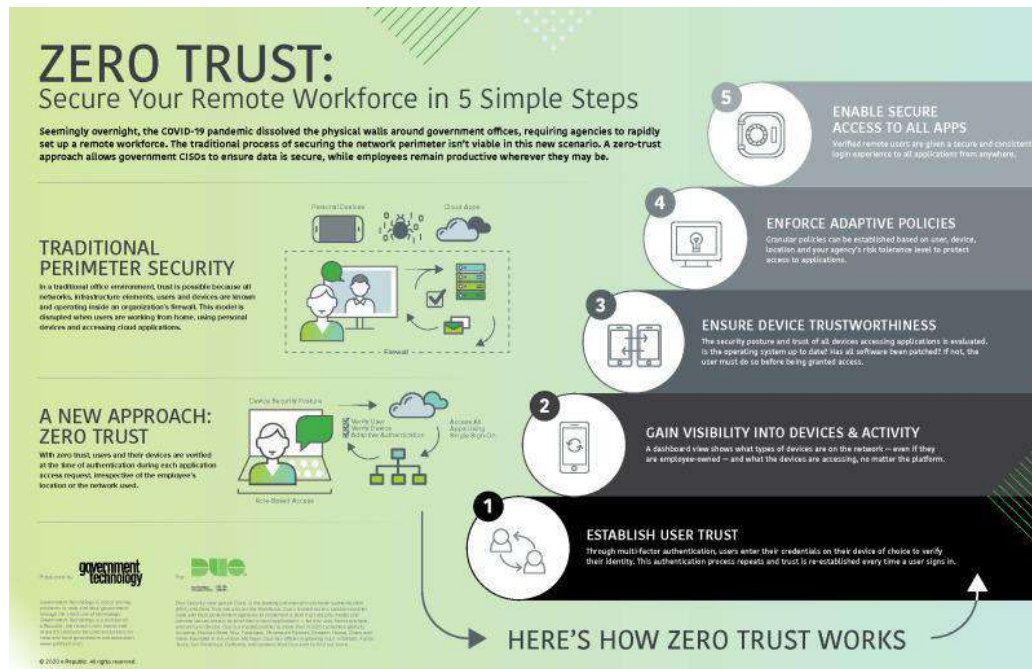 ZERO TRUST:
Secure Your Remote Workforce in 5 Simple Steps
Seemingly overnight, the COVID-19 pandemic dissolved the physical walls around government offices, requiring agencies to rapidly
set up a remote workforce. The traditional process of securing the network perimeter isn't viable in this new scenario. A zero-trust
approach allows government CISOs to ensure data is secure, while employees remain productive wherever they may be.
TRADITIONAL
PERIMETER SECURITY
In a traditional office environment, trust is possible because all
networks, infrastructure elements, users and devices are known
and operating inside an organization's firewall. This model is
disrupted when users are working from home, using personal
devices and accessing cloud applications.
Personal Devices
Cloud Apps
Firewall
A NEW APPROACH:
ZERO TRUST
With zero trust, users and their devices are verified
at the time of authentication during each application
access request, irrespective of the employee's
location or the network used.
Device Security Posture
Verify User
Verify Device
Adaptive Authentication
Access All
Apps Using
Single Sign-On
Role-Based Access
5
ENABLE SECURE
ACCESS TO ALL APPS
Verified remote users are given a secure and consistent
login experience to all applications from anywhere.
4
ENFORCE ADAPTIVE POLICIES
Granular policies can be established based on user, device,
location and your agency's risk tolerance level to protect
access to applications.
3
ENSURE DEVICE TRUSTWORTHINESS
The security posture and trust of all devices accessing applications is evaluated.
Is the operating system up to date? Has all software been patched? If not, the
user must do so before being granted access.
2
GAIN VISIBILITY INTO DEVICES & ACTIVITY
A dashboard view shows what types of devices are on the network — even if they
are employee-owned — and what the devices are accessing, no matter the platform.
1
ESTABLISH USER TRUST
Through multi-factor authentication, users enter their credentials on their device of choice to verify
their identity. This authentication process repeats and trust is re-established every time a user signs in.
HERE'S HOW ZERO TRUST WORKS
Produced by
government
technology
For
DUO
© 2020 e.Republic. All rights reserved.